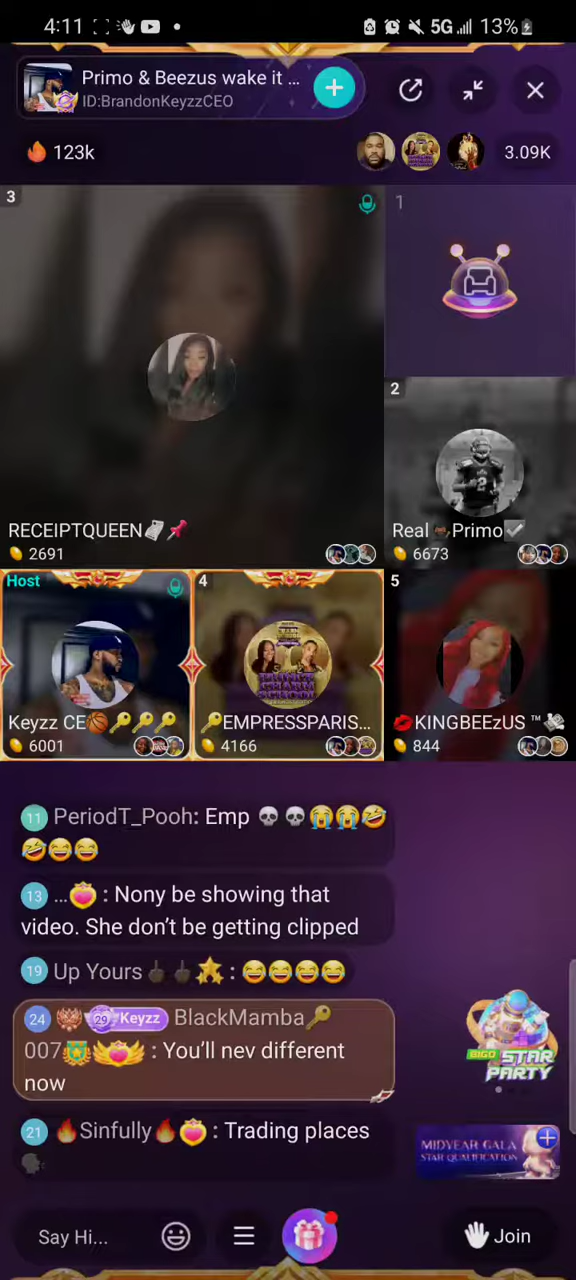 4:11
5G
13%
Primo & Beezus wake it ...
ID:BrandonKeyzzCEO
123k
3.09K
3
1
2
RECEIPTQUEEN
2691
Real Primo
6673
Host
4
5
Keyzz CE
6001
EMPRESSPARIS...
4166
KINGBEEzUS ™
844
11 PeriodT_Pooh: Emp 💀💀😭😭🤣
🤣😂😂
13 ... : Nony be showing that
video. She don't be getting clipped
19 Up Yours : 😂😂😂😂
24 29 Keyzz BlackMamba
007 : You'll nev different
now
21 🔥Sinfully🔥 : Trading places
BIGO STAR
PARTY
MIDYEAR GALA
STAR QUALIFICATION
Say Hi...
Join